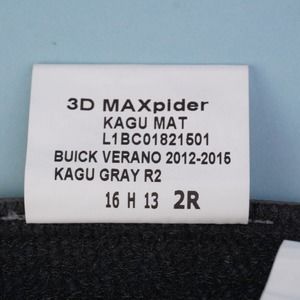 3D MAXpider
KAGU MAT
L1BC01821501
BUICK VERANO 2012-2015
KAGU GRAY R2
16 H 13 2R